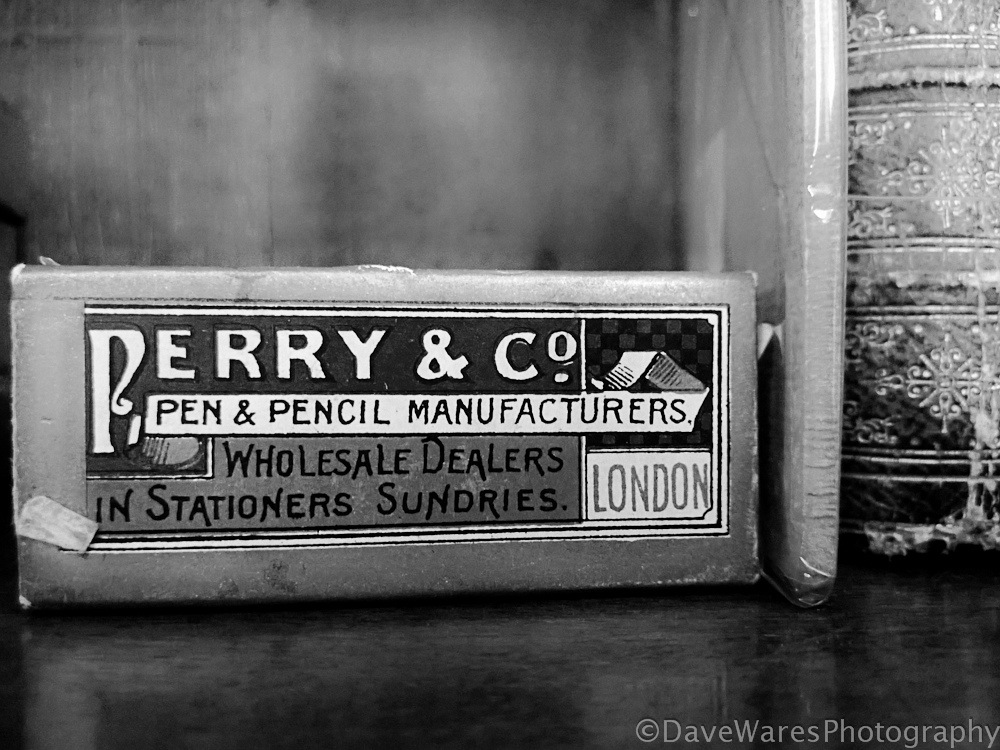 PERRY & CO.
PEN & PENCIL MANUFACTURERS.
WHOLESALE DEALERS
IN STATIONERS SUNDRIES.
LONDON
©DaveWaresPhotography